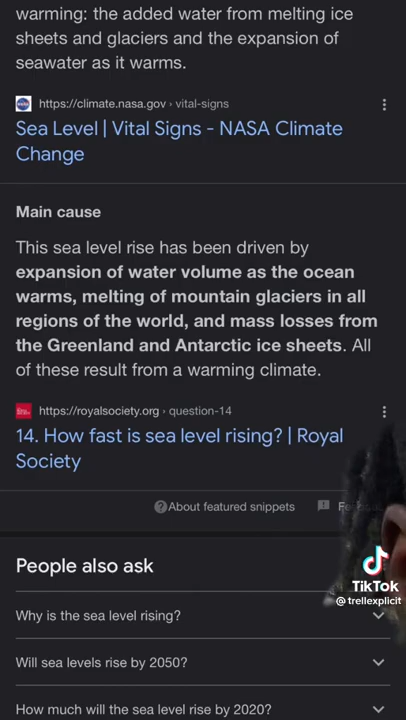 warming: the added water from melting ice
sheets and glaciers and the expansion of
seawater as it warms.
https://climate.nasa.gov › vital-signs
Sea Level | Vital Signs - NASA Climate
Change
Main cause
This sea level rise has been driven by
expansion of water volume as the ocean
warms, melting of mountain glaciers in all
regions of the world, and mass losses from
the Greenland and Antarctic ice sheets. All
of these result from a warming climate.
https://royalsociety.org › question-14
14. How fast is sea level rising? | Royal
Society
About featured snippets
People also ask
TikTok
@trellexplicit
Why is the sea level rising?
Will sea levels rise by 2050?
How much will the sea level rise by 2020?